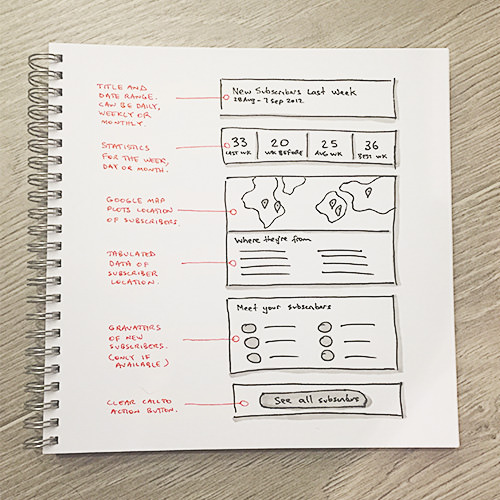 TITLE AND
DATE RANGE.
CAN BE DAILY,
WEEKLY OR
MONTHLY.
New Subscribers Last Week
28 Aug - 7 Sep 2012
STATISTICS
FOR THE WEEK,
DAY OR MONTH.
33
LAST WK
20
WK BEFORE
25
AVG WK
36
BEST WK
GOOGLE MAP
PLOTS LOCATION
OF SUBSCRIBERS.
Where they're from
TABULATED
DATA OF
SUBSCRIBER
LOCATION.
Meet your subscribers
GRAVATARS
OF NEW
SUBSCRIBERS.
(ONLY IF
AVAILABLE)
CLEAR CALL TO
ACTION BUTTON.
See all subscribers